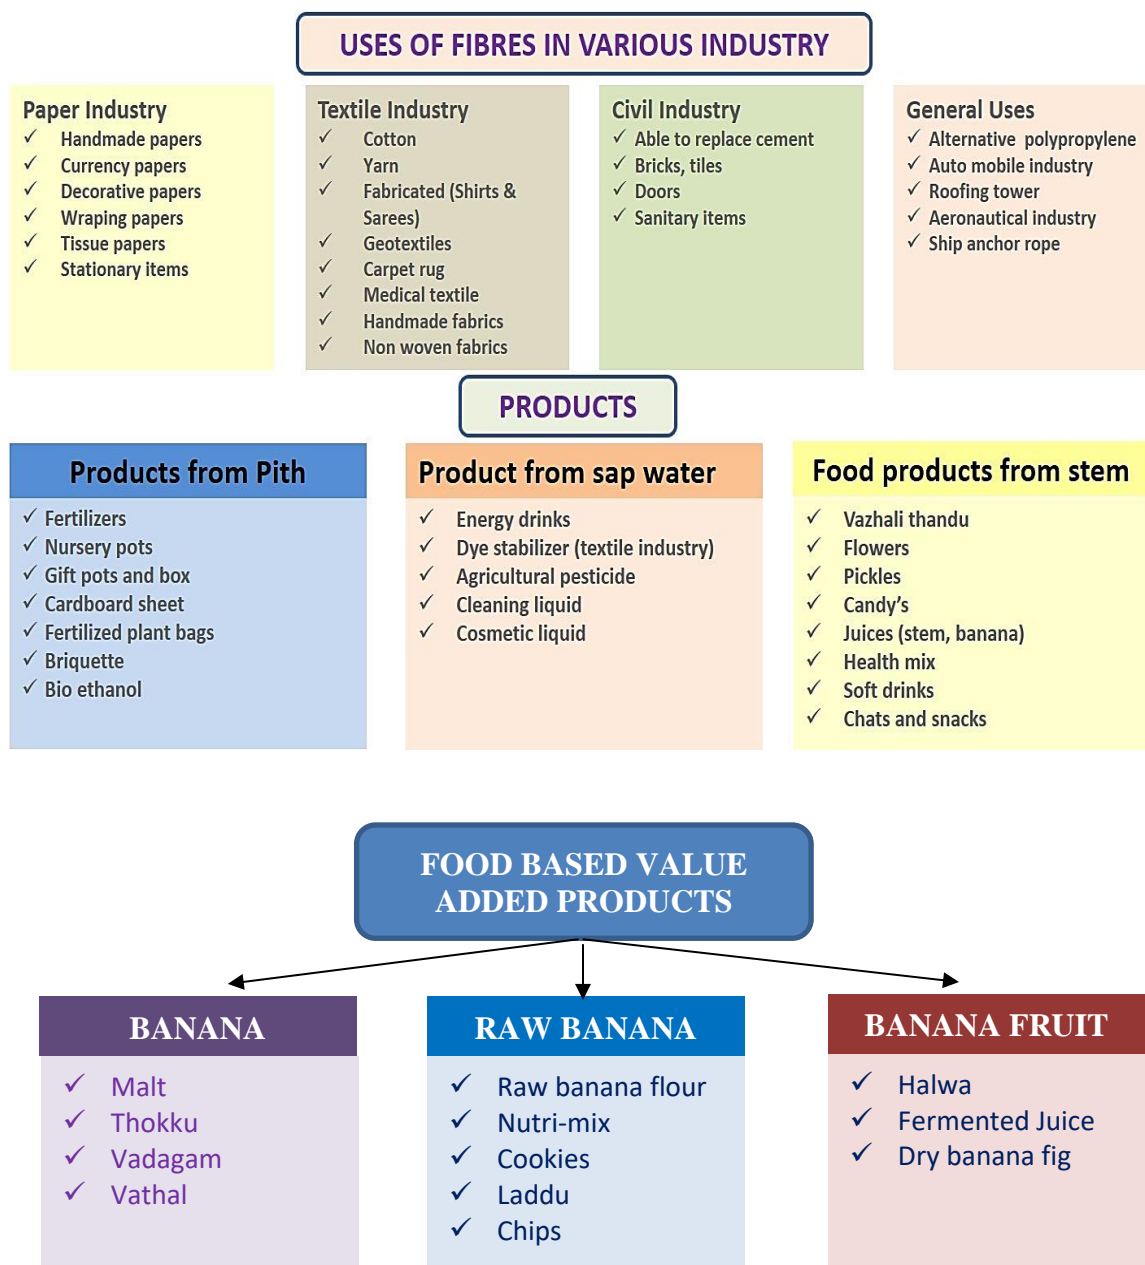 USES OF FIBRES IN VARIOUS INDUSTRY
Paper Industry
✓ Handmade papers
✓ Currency papers
✓ Decorative papers
✓ Wraping papers
✓ Tissue papers
✓ Stationary items
Textile Industry
✓ Cotton
✓ Yarn
✓ Fabricated (Shirts &
Sarees)
✓ Geotextiles
✓ Carpet rug
✓ Medical textile
✓ Handmade fabrics
✓ Non woven fabrics
Civil Industry
✓ Able to replace cement
✓ Bricks, tiles
✓ Doors
✓ Sanitary items
General Uses
✓ Alternative polypropylene
✓ Auto mobile industry
✓ Roofing tower
✓ Aeronautical industry
✓ Ship anchor rope
PRODUCTS
Products from Pith
✓ Fertilizers
✓ Nursery pots
✓ Gift pots and box
✓ Cardboard sheet
✓ Fertilized plant bags
✓ Briquette
✓ Bio ethanol
Product from sap water
✓ Energy drinks
✓ Dye stabilizer (textile industry)
✓ Agricultural pesticide
✓ Cleaning liquid
✓ Cosmetic liquid
Food products from stem
✓ Vazhali thandu
✓ Flowers
✓ Pickles
✓ Candy’s
✓ Juices (stem, banana)
✓ Health mix
✓ Soft drinks
✓ Chats and snacks
FOOD BASED VALUE
ADDED PRODUCTS
BANANA
✓ Malt
✓ Thokku
✓ Vadagam
✓ Vathal
RAW BANANA
✓ Raw banana flour
✓ Nutri-mix
✓ Cookies
✓ Laddu
✓ Chips
BANANA FRUIT
✓ Halwa
✓ Fermented Juice
✓ Dry banana fig